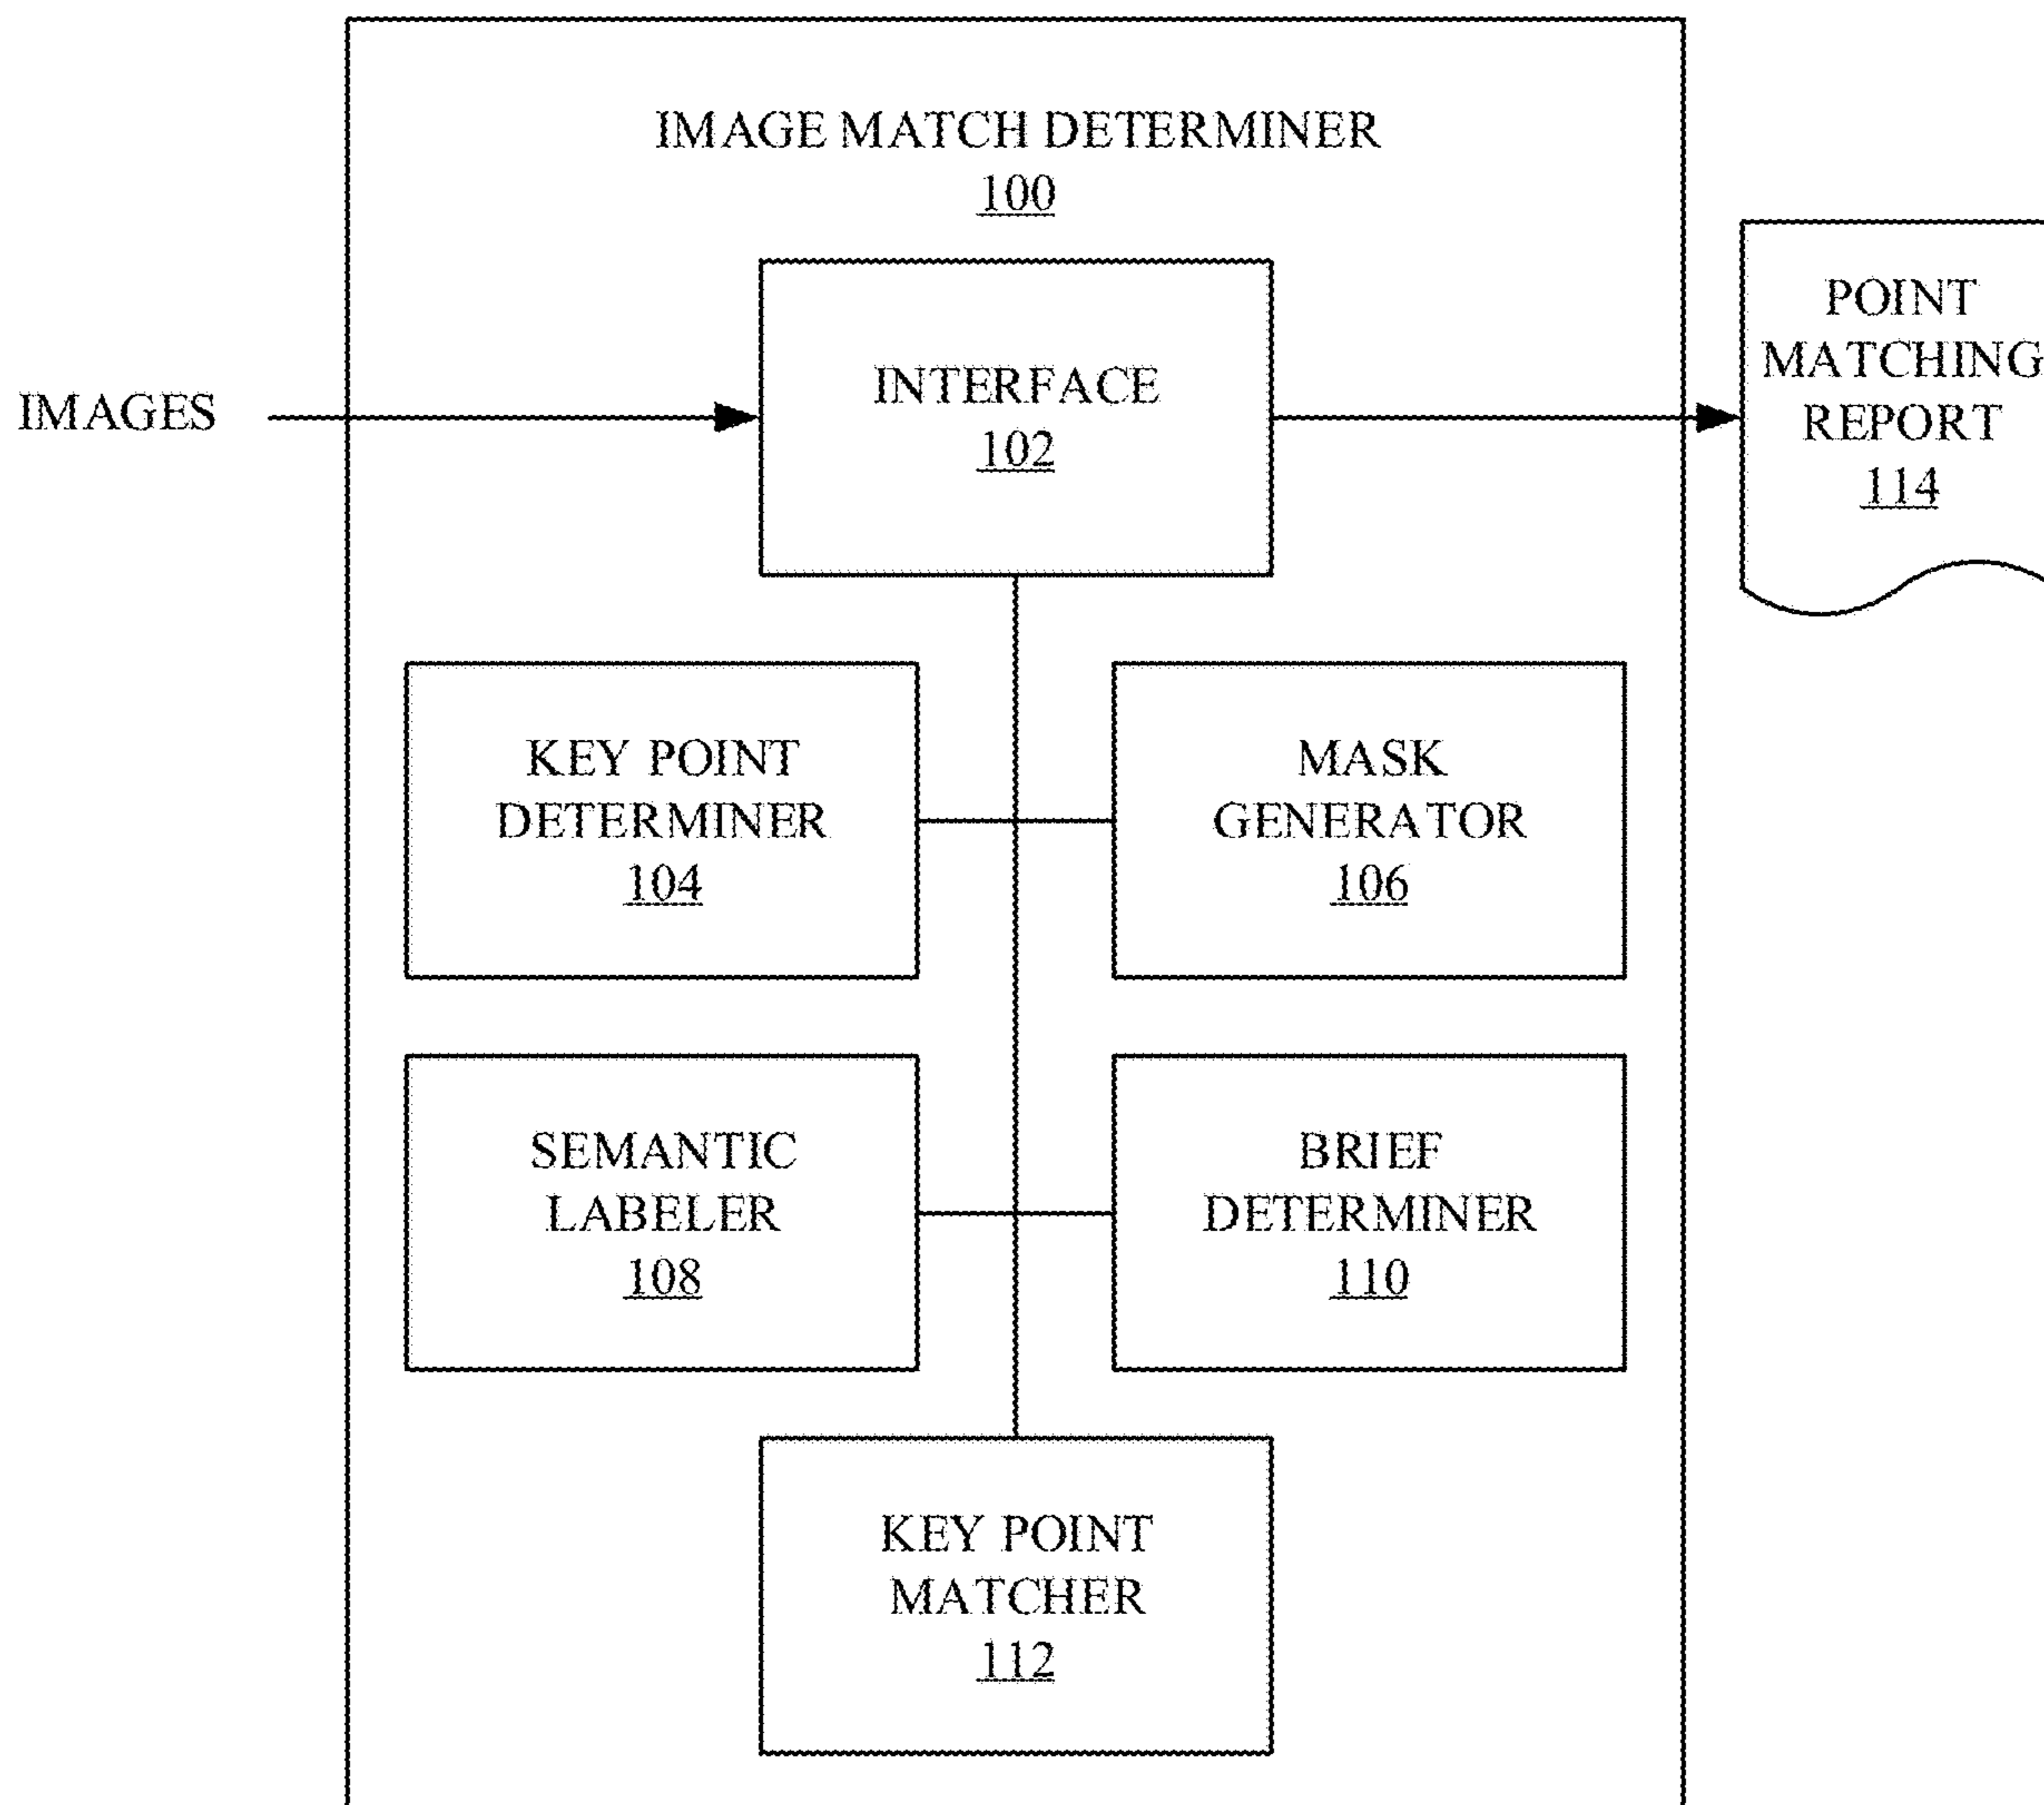 IMAGE MATCH DETERMINER
100
INTERFACE
102
IMAGES
POINT
MATCHING
REPORT
114
KEY POINT
DETERMINER
104
MASK
GENERATOR
106
SEMANTIC
LABELER
108
BRIEF
DETERMINER
110
KEY POINT
MATCHER
112